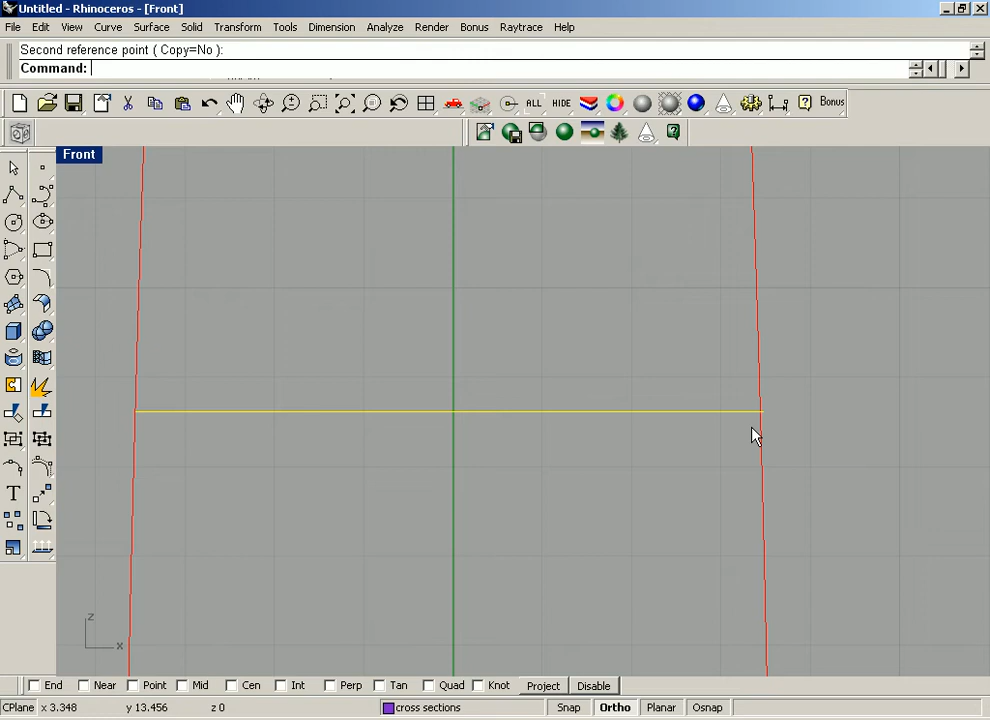 Untitled - Rhinoceros - [Front]
File Edit View Curve Surface Solid Transform Tools Dimension Analyze Render Bonus Raytrace Help
Second reference point ( Copy=No ):
Command:
ALL HIDE Bonus
Front
T
z
x
End Near Point Mid Cen Int Perp Tan Quad Knot Project Disable
CPlane x 3.348 y 13.456 z 0 cross sections Snap Ortho Planar Osnap